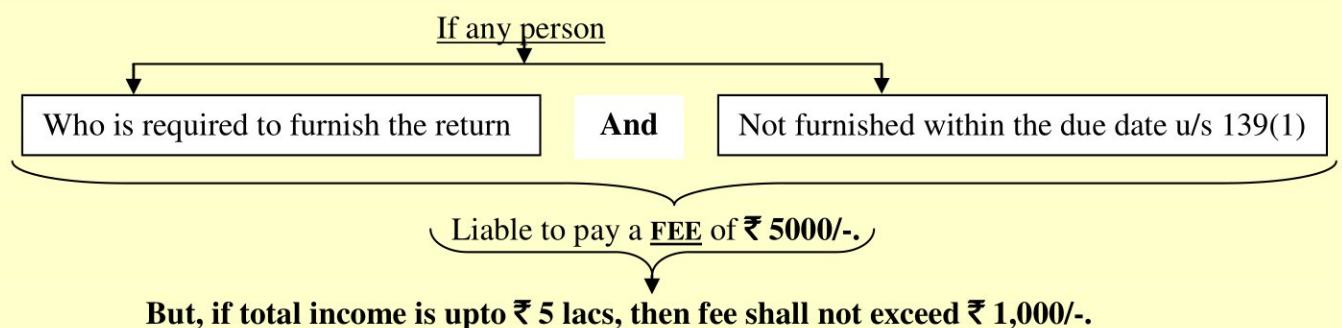 If any person
Who is required to furnish the return And Not furnished within the due date u/s 139(1)
Liable to pay a FEE of ₹ 5000/-.
But, if total income is upto ₹ 5 lacs, then fee shall not exceed ₹ 1,000/-.